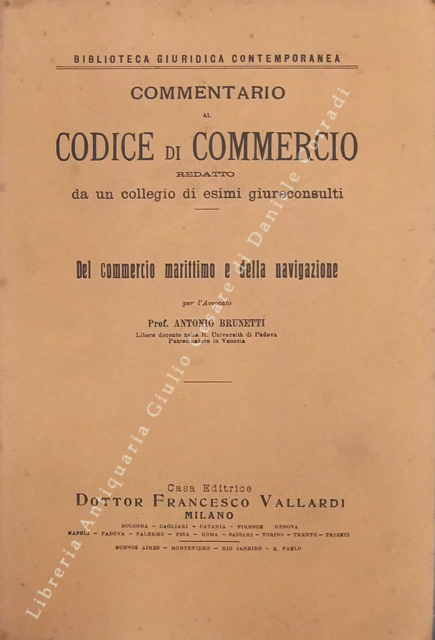 BIBLIOTECA GIURIDICA CONTEMPORANEA
COMMENTARIO
AL
CODICE DI COMMERCIO
REDATTO
da un collegio di esimi giureconsulti
Del commercio marittimo e della navigazione
per l'Avvocato
Prof. ANTONIO BRUNETTI
Libero docente nella R. Università di Padova
Patrocinatore in Venezia
Casa Editrice
DOTTOR FRANCESCO VALLARDI
MILANO
BOLOGNA - CAGLIARI - CATANIA - FIRENZE GENOVA
NAPOLI - PADOVA - PALERMO - PISA - ROMA - SASSARI - TORINO - TRENTO - TRIESTE
BUENOS AIRES - MONTEVIDEO - RIO JANEIRO - S. PAULO
Libreria Antiquaria Giulio Cesare di Daniele Corradi